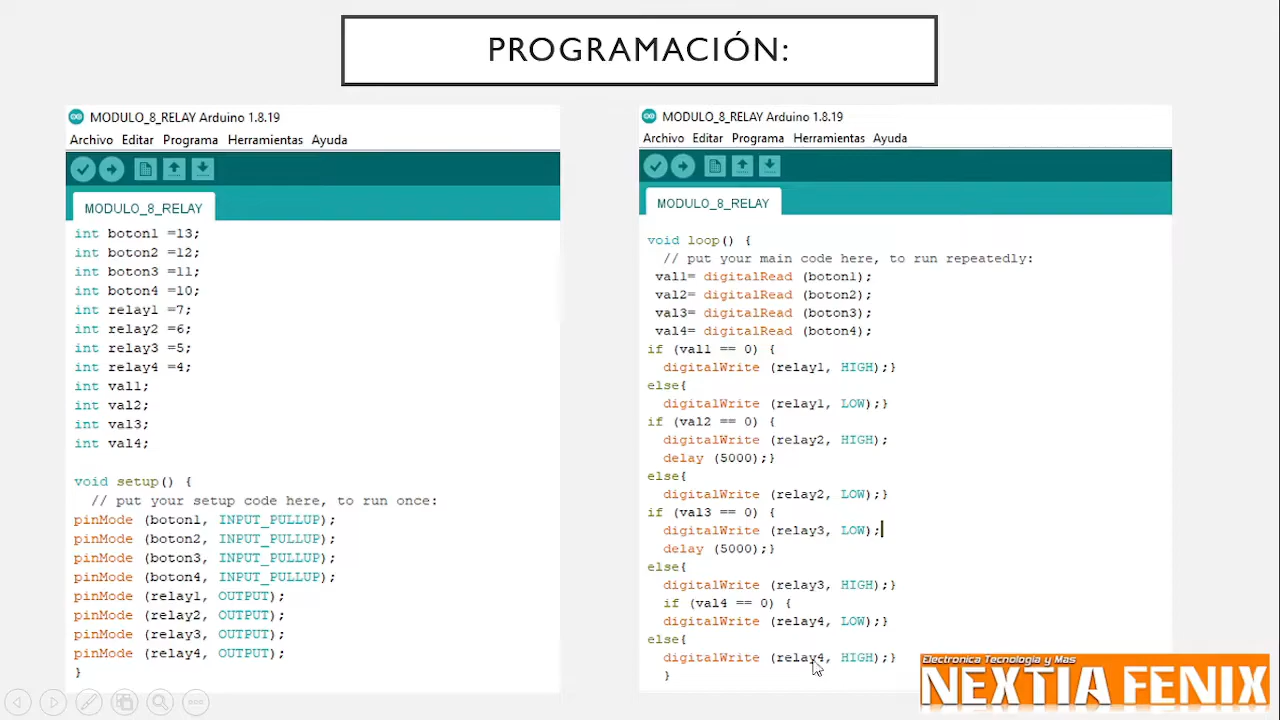 PROGRAMACIÓN:
MODULO_8_RELAY Arduino 1.8.19
Archivo Editar Programa Herramientas Ayuda
MODULO_8_RELAY
int boton1 =13;
int boton2 =12;
int boton3 =11;
int boton4 =10;
int relay1 =7;
int relay2 =6;
int relay3 =5;
int relay4 =4;
int val1;
int val2;
int val3;
int val4;
void setup() {
// put your setup code here, to run once:
pinMode (boton1, INPUT_PULLUP);
pinMode (boton2, INPUT_PULLUP);
pinMode (boton3, INPUT_PULLUP);
pinMode (boton4, INPUT_PULLUP);
pinMode (relay1, OUTPUT);
pinMode (relay2, OUTPUT);
pinMode (relay3, OUTPUT);
pinMode (relay4, OUTPUT);
}
MODULO_8_RELAY Arduino 1.8.19
Archivo Editar Programa Herramientas Ayuda
MODULO_8_RELAY
void loop() {
// put your main code here, to run repeatedly:
val1= digitalRead (boton1);
val2= digitalRead (boton2);
val3= digitalRead (boton3);
val4= digitalRead (boton4);
if (val1 == 0) {
digitalWrite (relay1, HIGH);}
else{
digitalWrite (relay1, LOW);}
if (val2 == 0) {
digitalWrite (relay2, HIGH);
delay (5000);}
else{
digitalWrite (relay2, LOW);}
if (val3 == 0) {
digitalWrite (relay3, LOW);
delay (5000);}
else{
digitalWrite (relay3, HIGH);}
if (val4 == 0) {
digitalWrite (relay4, LOW);}
else{
digitalWrite (relay4, HIGH);}
}
Electronica Tecnologia y Mas
NEXTIA FENIX